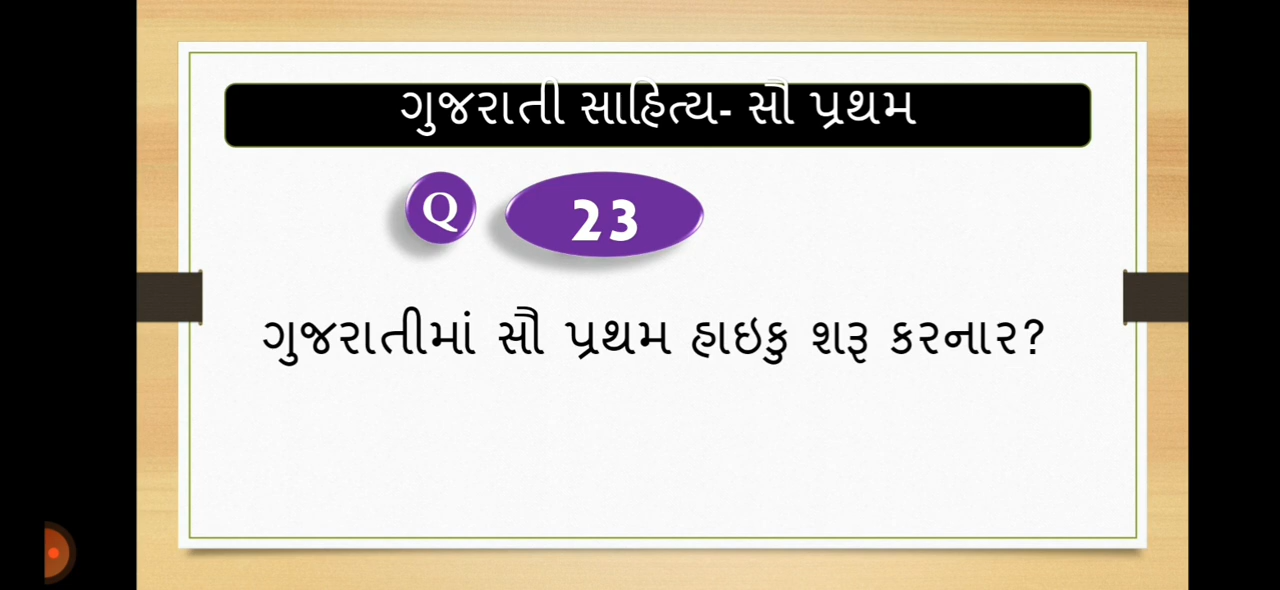 ગુજરાતી સાહિત્ય- સૌ પ્રથમ
Q 23
ગુજરાતીમાં સૌ પ્રથમ હાઇકુ શરૂ કરનાર?